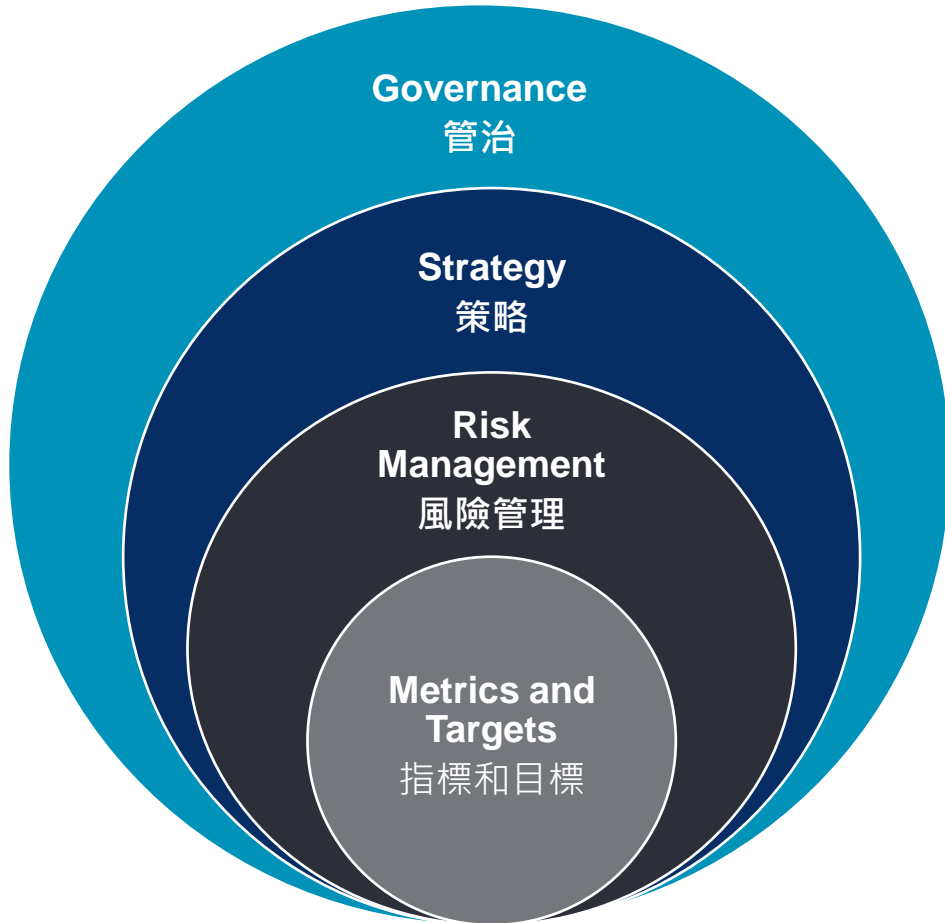 Governance
管治
Strategy
策略
Risk
Management
風險管理
Metrics and
Targets
指標和目標